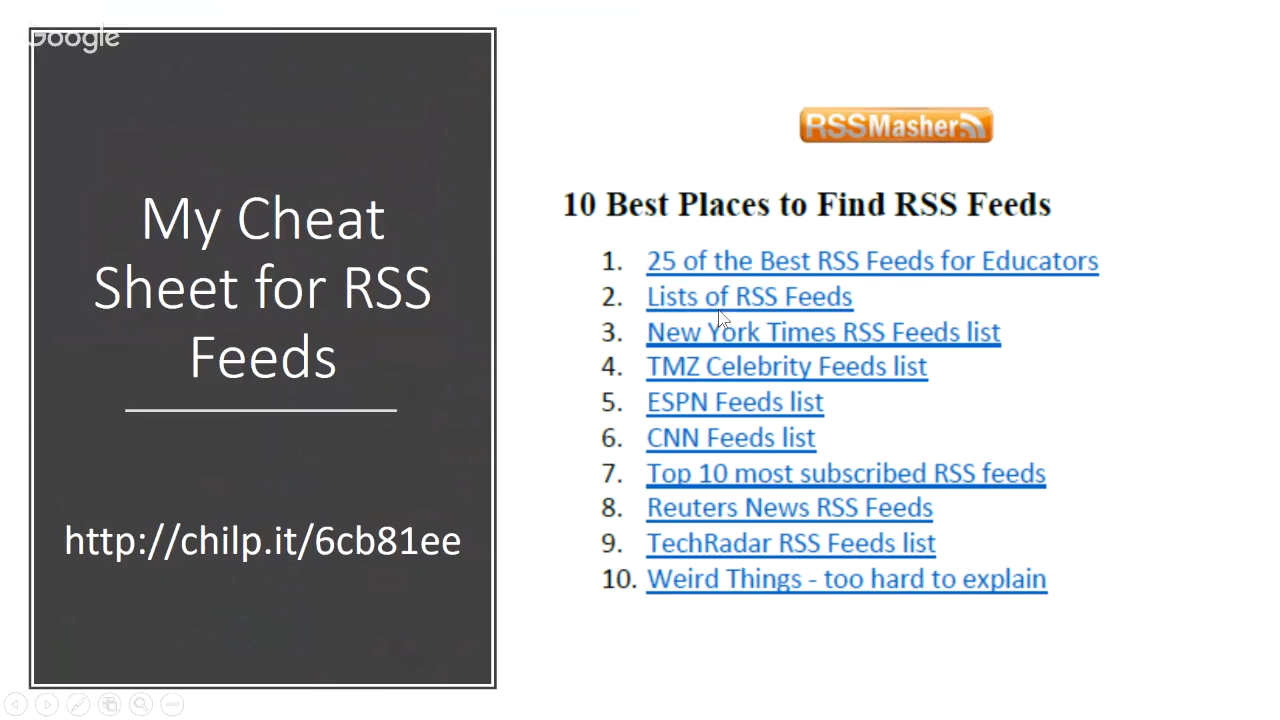 Google
My Cheat
Sheet for RSS
Feeds
http://chilp.it/6cb81ee
RSSMasher
10 Best Places to Find RSS Feeds
1. 25 of the Best RSS Feeds for Educators
2. Lists of RSS Feeds
3. New York Times RSS Feeds list
4. TMZ Celebrity Feeds list
5. ESPN Feeds list
6. CNN Feeds list
7. Top 10 most subscribed RSS feeds
8. Reuters News RSS Feeds
9. TechRadar RSS Feeds list
10. Weird Things - too hard to explain